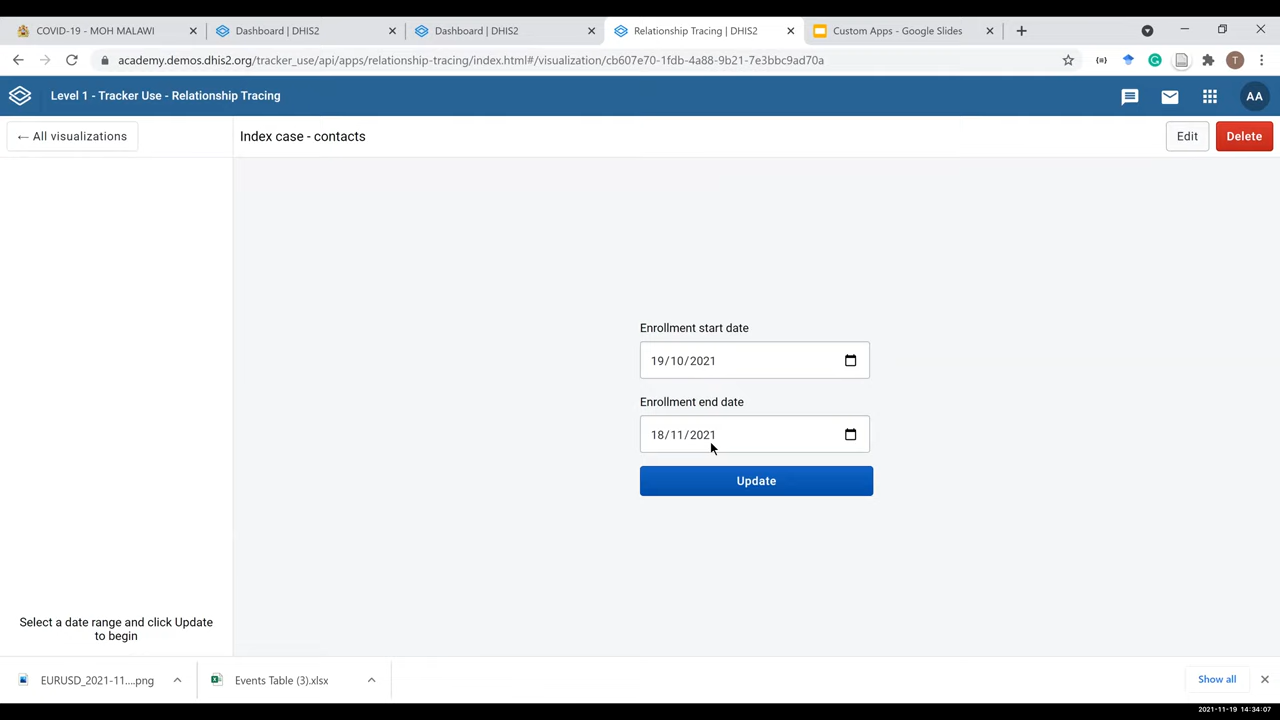 COVID-19 - MOH MALAWI
Dashboard | DHIS2
Dashboard | DHIS2
Relationship Tracing | DHIS2
Custom Apps - Google Slides
academy.demos.dhis2.org/tracker_use/api/apps/relationship-tracing/index.html#/visualization/cb607e70-1fdb-4a88-9b21-7e3bbc9ad70a
T
Level 1 - Tracker Use - Relationship Tracing
AA
← All visualizations
Index case - contacts
Edit
Delete
Enrollment start date
19/10/2021
Enrollment end date
18/11/2021
Update
Select a date range and click Update
to begin
EURUSD_2021-11....png
Events Table (3).xlsx
Show all
2021-11-19 14:34:07